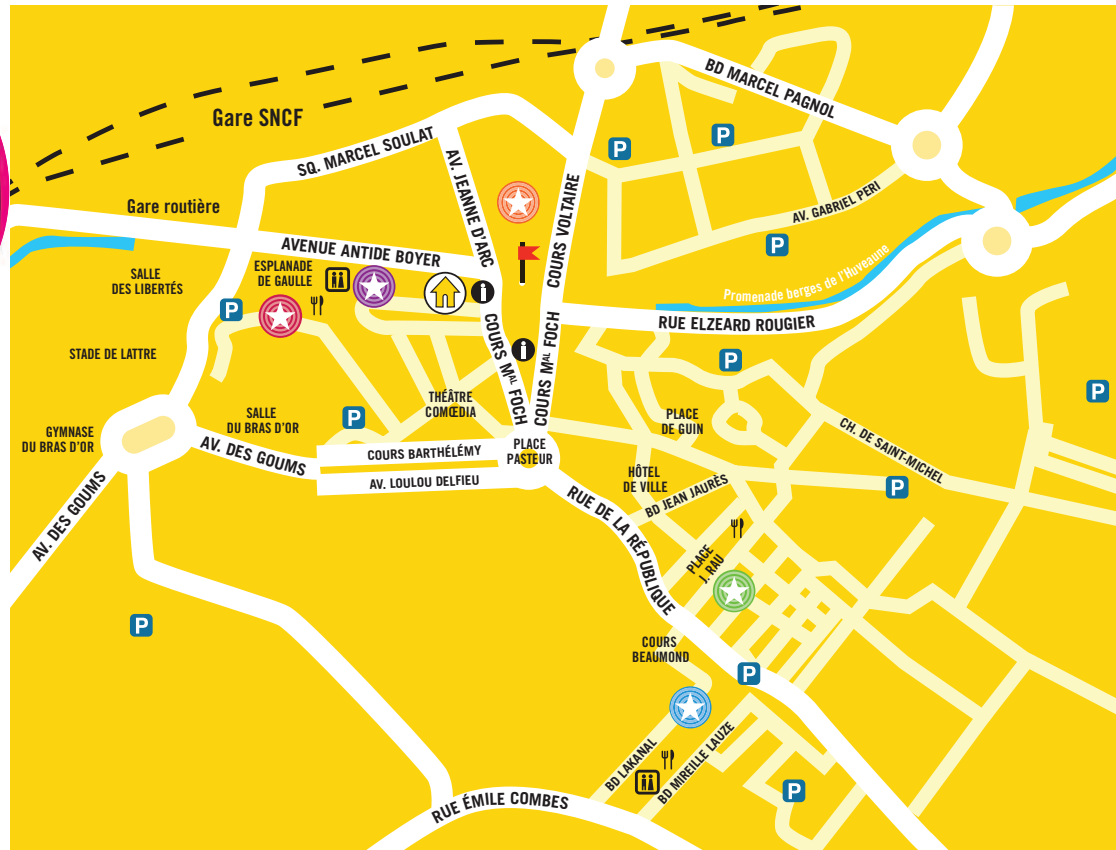 BD MARCEL PAGNOL
Gare SNCF
P
P
SQ. MARCEL SOULAT
AV. JEANNE D'ARC
Gare routière
AV. GABRIEL PERI
COURS VOLTAIRE
AVENUE ANTIDE BOYER
P
SALLE
DES LIBERTÉS
ESPLANADE
DE GAULLE
Promenade berges de l'Huveaune
i
P
RUE ELZEARD ROUGIER
STADE DE LATTRE
COURS MAL FOCH
COURS MAL FOCH
i
P
P
THÉÂTRE
COMŒDIA
SALLE
DU BRAS D'OR
P
PLACE
DE GUIN
GYMNASE
DU BRAS D'OR
AV. DES GOUMS
COURS BARTHÉLÉMY
PLACE
PASTEUR
CH. DE SAINT-MICHEL
AV. LOULOU DELFIEU
HÔTEL
DE VILLE
BD JEAN JAURÈS
P
AV. DES GOUMS
RUE DE LA RÉPUBLIQUE
PLACE
J. RAU
P
COURS
BEAUMOND
P
BD LAKANAL
BD MIREILLE LAUZE
P
RUE ÉMILE COMBES